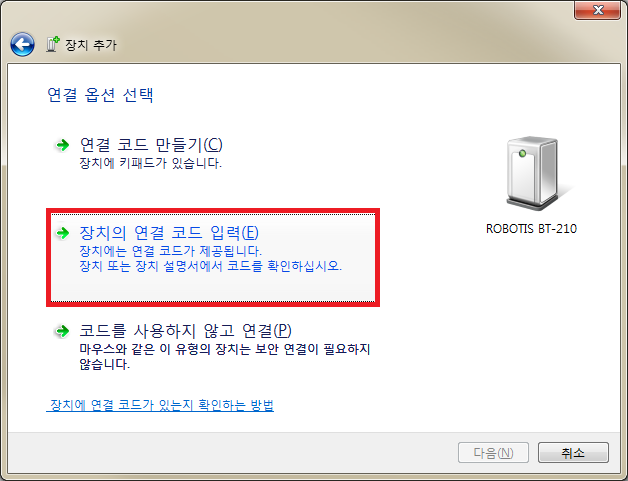 장치 추가
연결 옵션 선택
연결 코드 만들기(C)
장치에 키패드가 있습니다.
장치의 연결 코드 입력(E)
장치에는 연결 코드가 제공됩니다.
장치 또는 장치 설명서에서 코드를 확인하십시오.
ROBOTIS BT-210
코드를 사용하지 않고 연결(P)
마우스와 같은 이 유형의 장치는 보안 연결이 필요하지
않습니다.
장치에 연결 코드가 있는지 확인하는 방법
다음(N)
취소